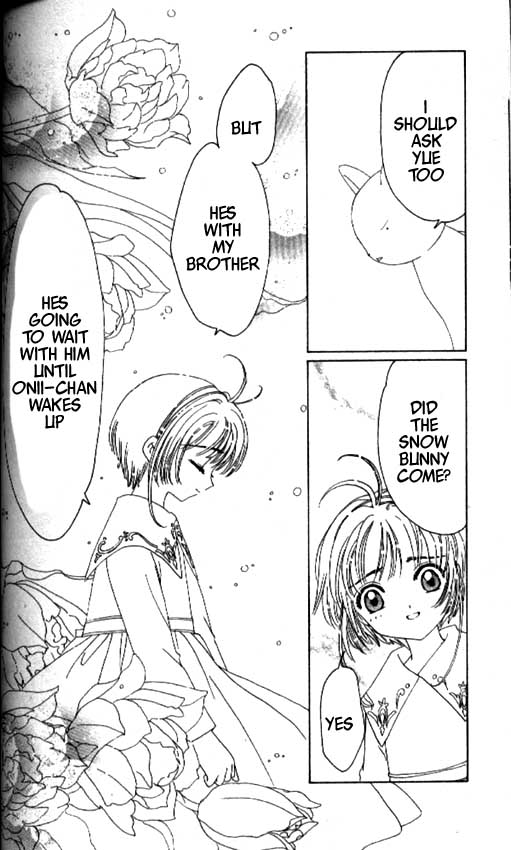 I
SHOULD
ASK
YUE
TOO
DID
THE
SNOW
BUNNY
COME?
YES
BUT
HES
WITH
MY
BROTHER
HES
GOING
TO WAIT
WITH HIM
UNTIL
ONII-CHAN
WAKES
UP